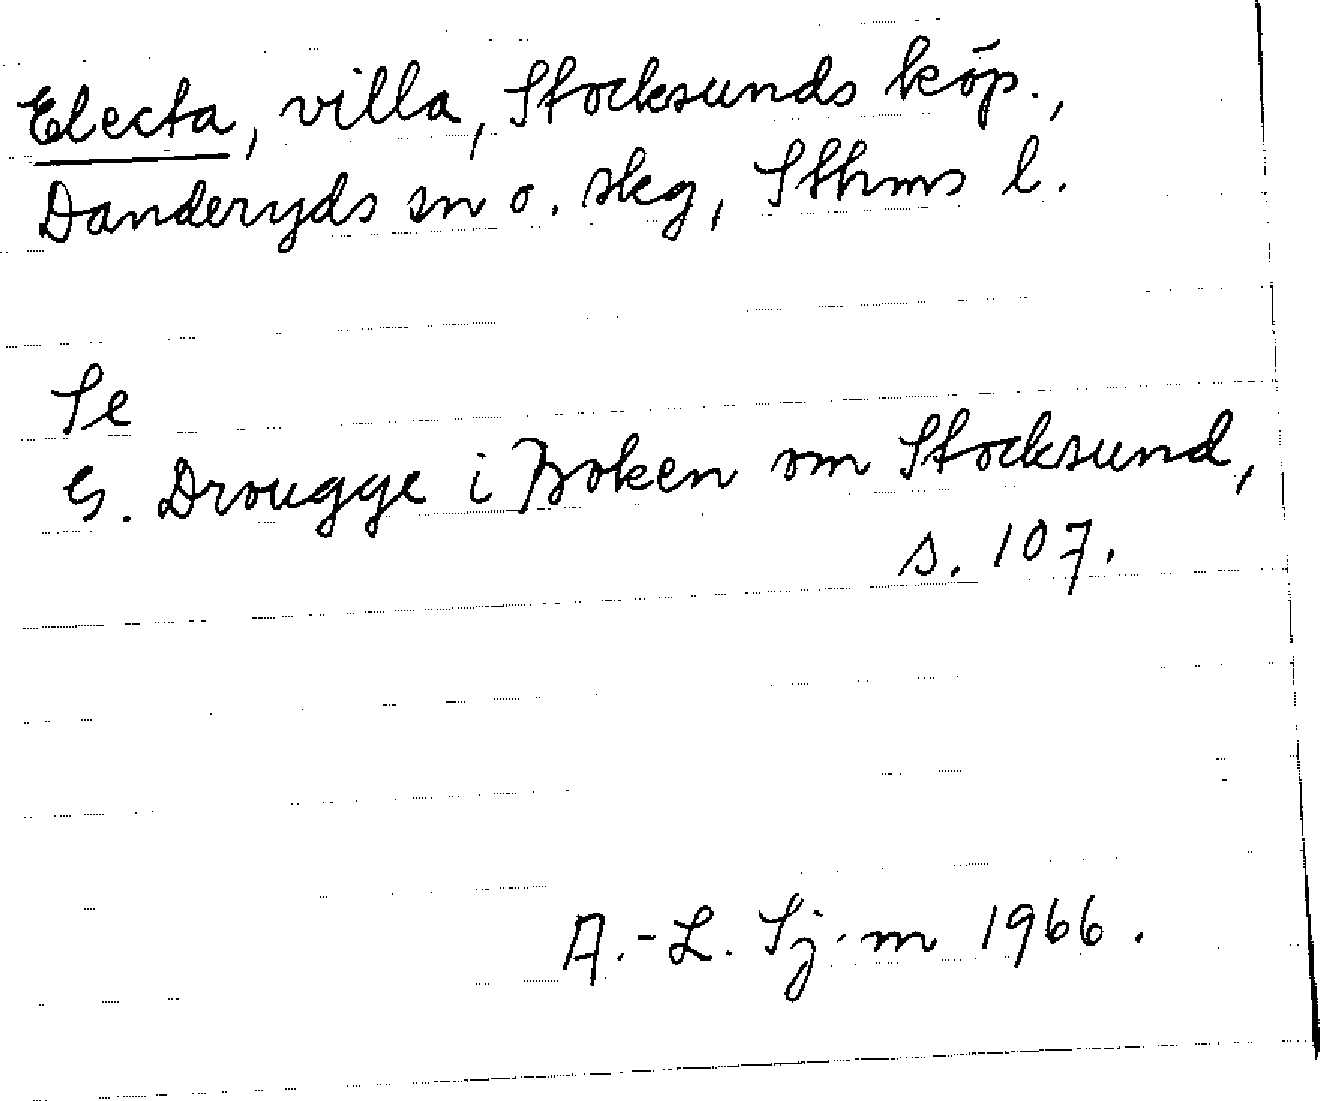 Electa, villa, Stocksunds köp.,
Danderyds sn o. skg, Sthms l.
Se
G. Drougge i Boken om Stocksund,
s. 107.
A.-L. Sj-m 1966.